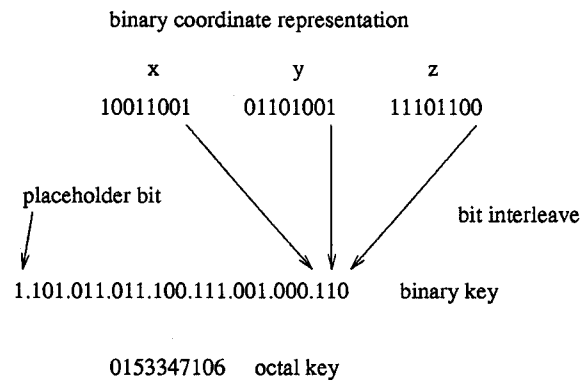 binary coordinate representation
x y z
10011001 01101001 11101100
placeholder bit
bit interleave
1.101.011.011.100.111.001.000.110 binary key
0153347106 octal key